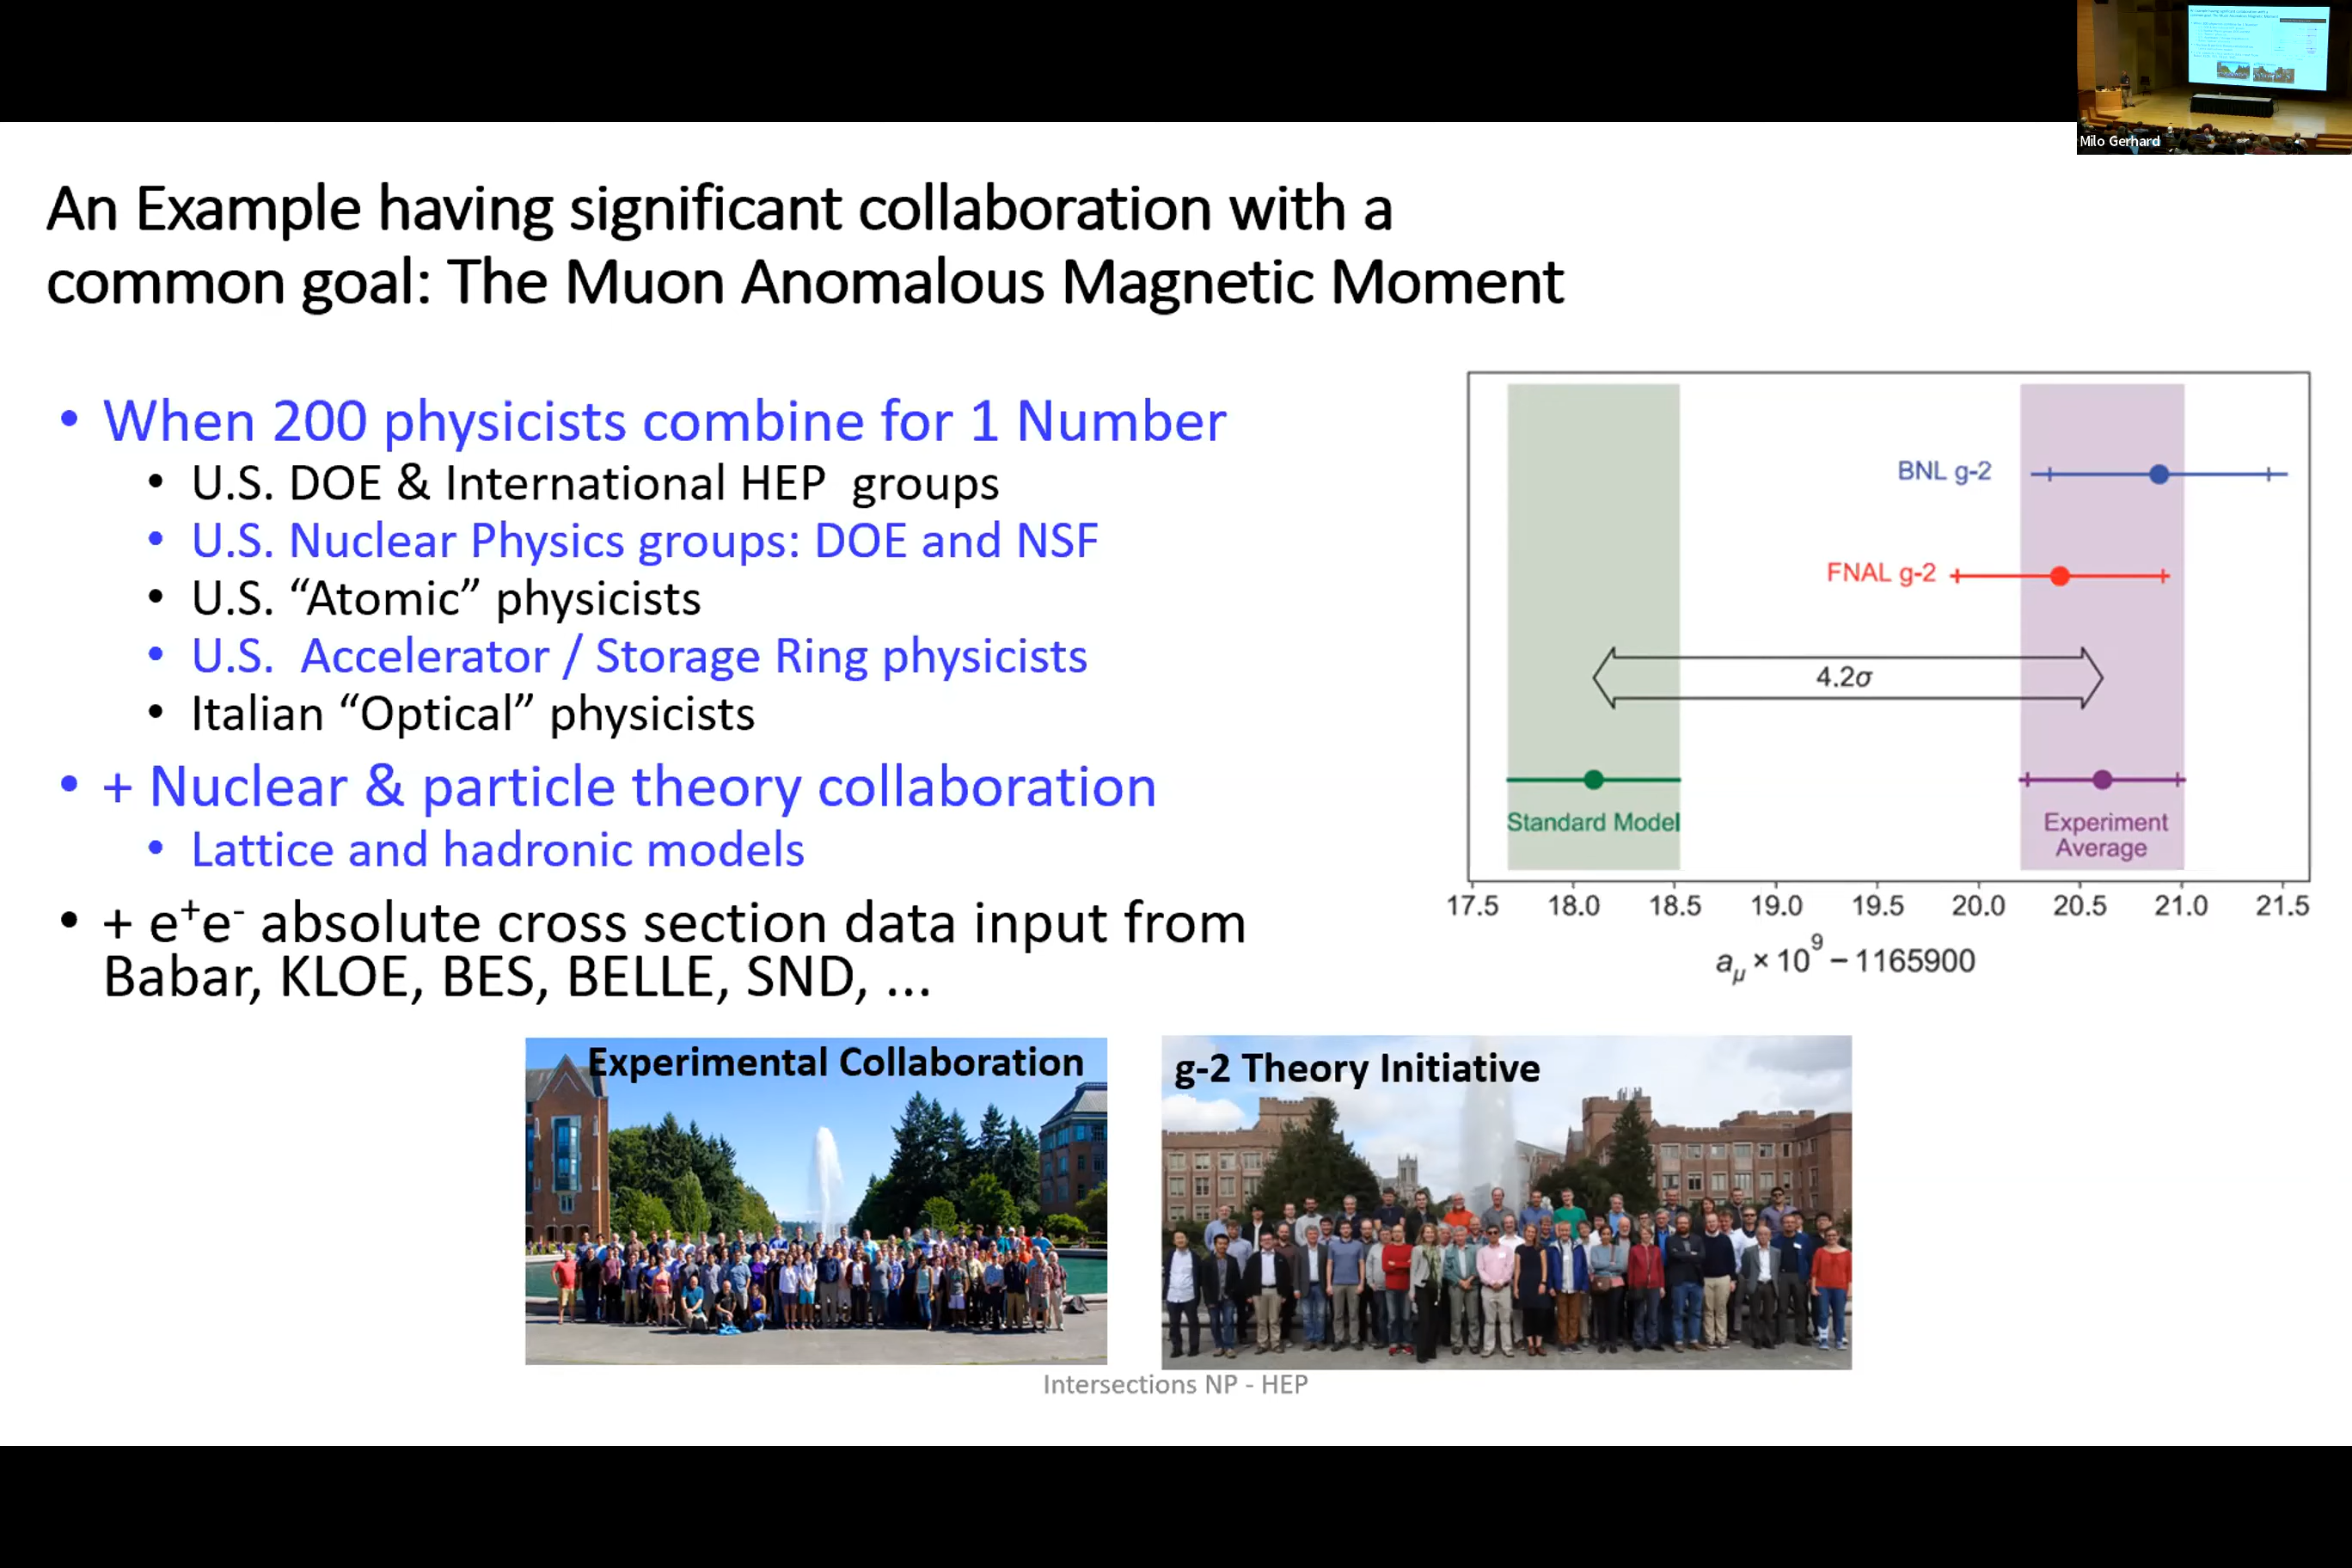 Milo Gerhard
An Example having significant collaboration with a
common goal: The Muon Anomalous Magnetic Moment
• When 200 physicists combine for 1 Number
• U.S. DOE & International HEP groups
• U.S. Nuclear Physics groups: DOE and NSF
• U.S. “Atomic” physicists
• U.S. Accelerator / Storage Ring physicists
• Italian “Optical” physicists
• + Nuclear & particle theory collaboration
• Lattice and hadronic models
• + e⁺e⁻ absolute cross section data input from
Babar, KLOE, BES, BELLE, SND, ...
BNL g-2
FNAL g-2
4.2σ
Standard Model
Experiment
Average
17.5 18.0 18.5 19.0 19.5 20.0 20.5 21.0 21.5
aμ × 10⁹ – 1165900
Experimental Collaboration
g-2 Theory Initiative
Intersections NP - HEP